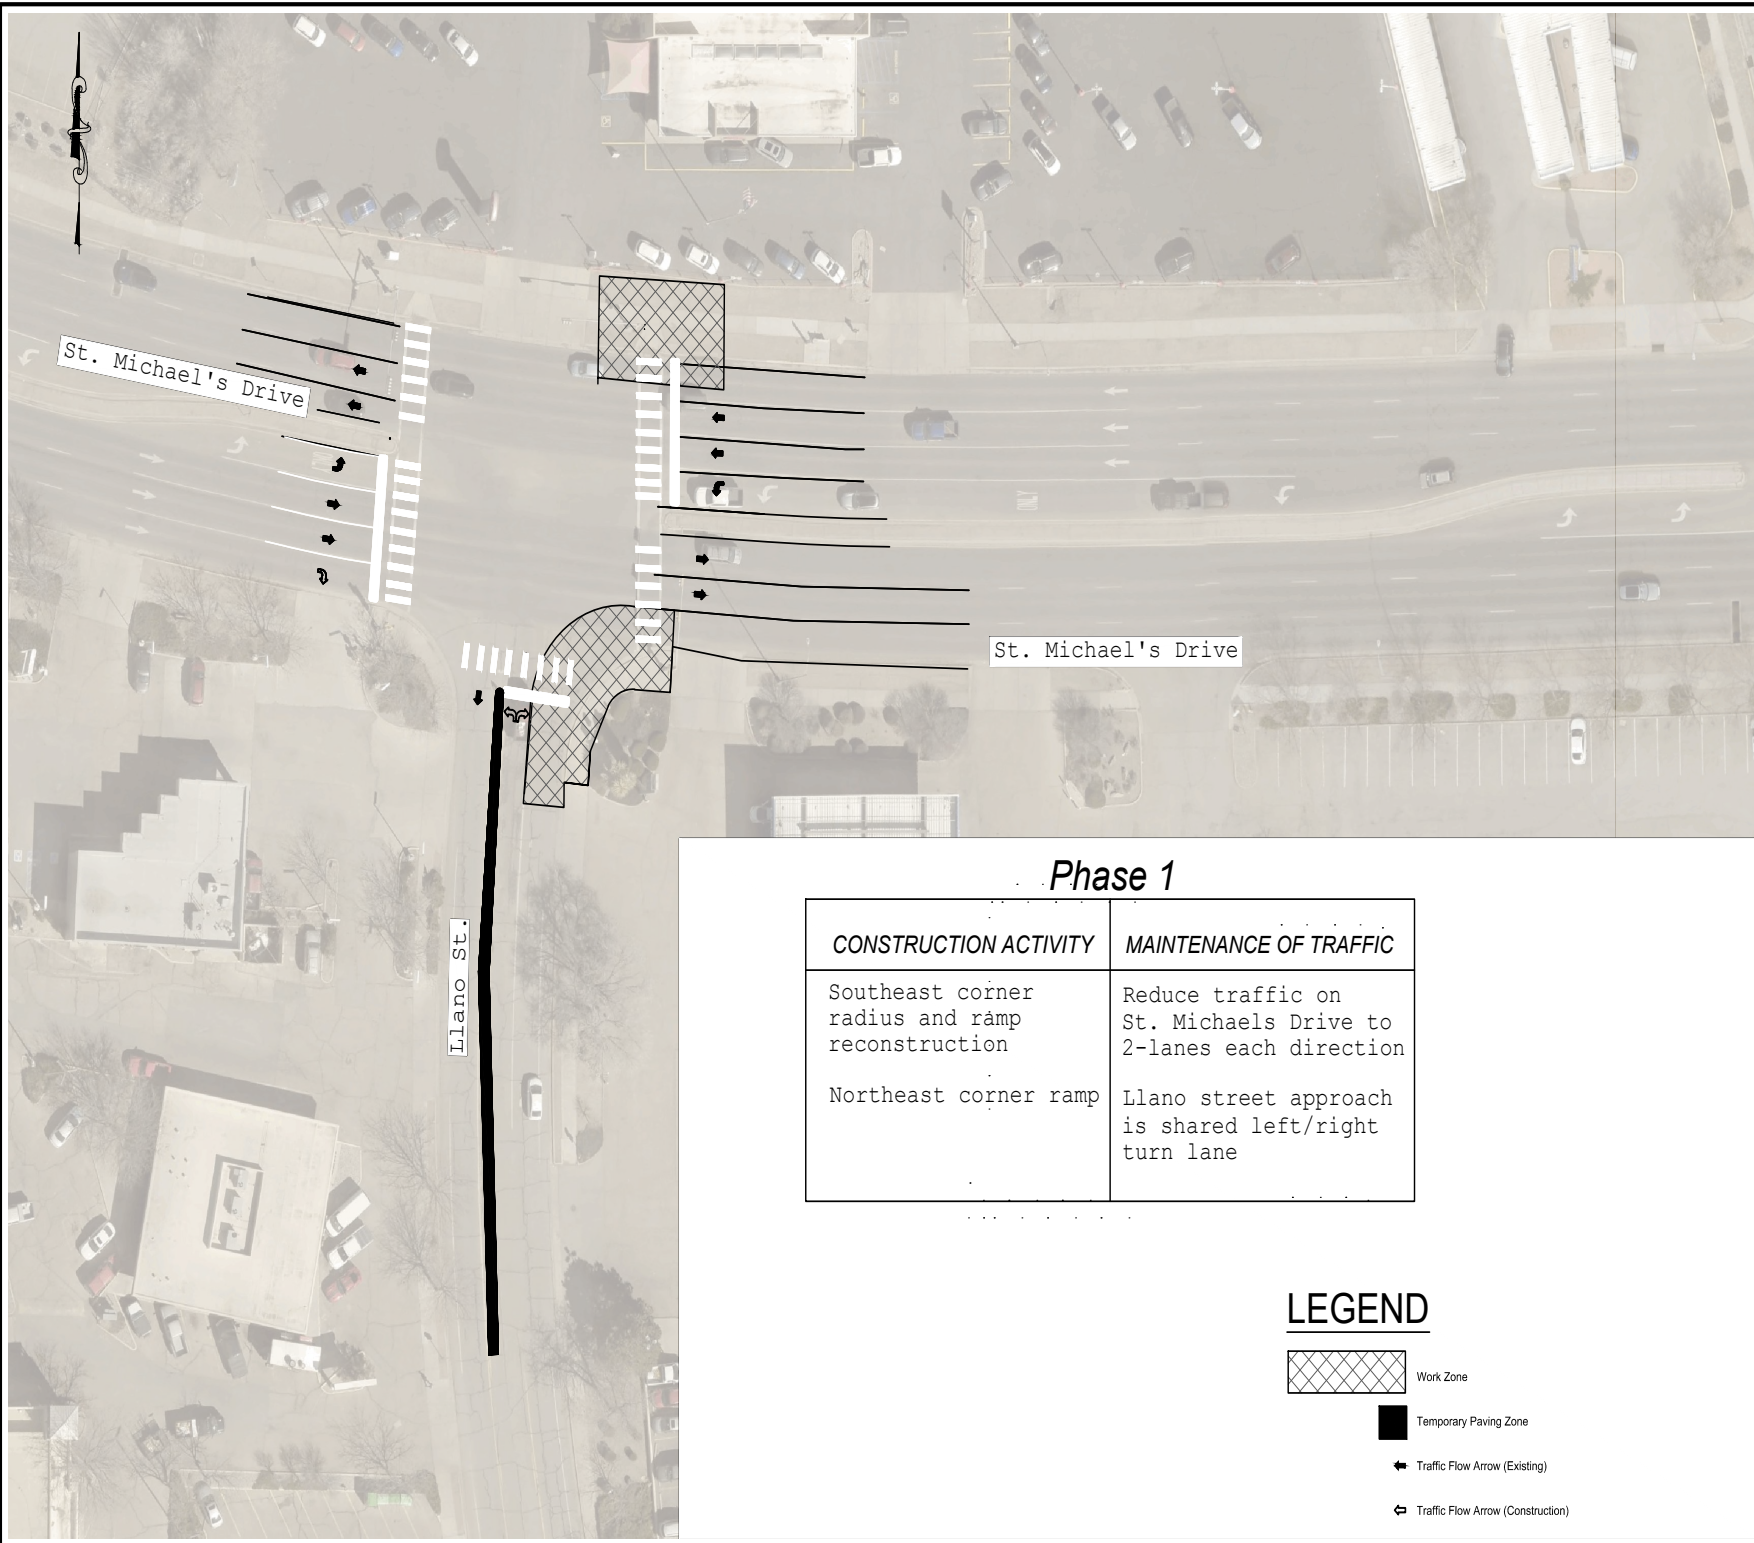 St. Michael's Drive
St. Michael's Drive
Llano St.
Phase 1
CONSTRUCTION ACTIVITY
MAINTENANCE OF TRAFFIC
Southeast corner
radius and ramp
reconstruction
Northeast corner ramp
Reduce traffic on
St. Michaels Drive to
2-lanes each direction
Llano street approach
is shared left/right
turn lane
LEGEND
Work Zone
Temporary Paving Zone
Traffic Flow Arrow (Existing)
Traffic Flow Arrow (Construction)